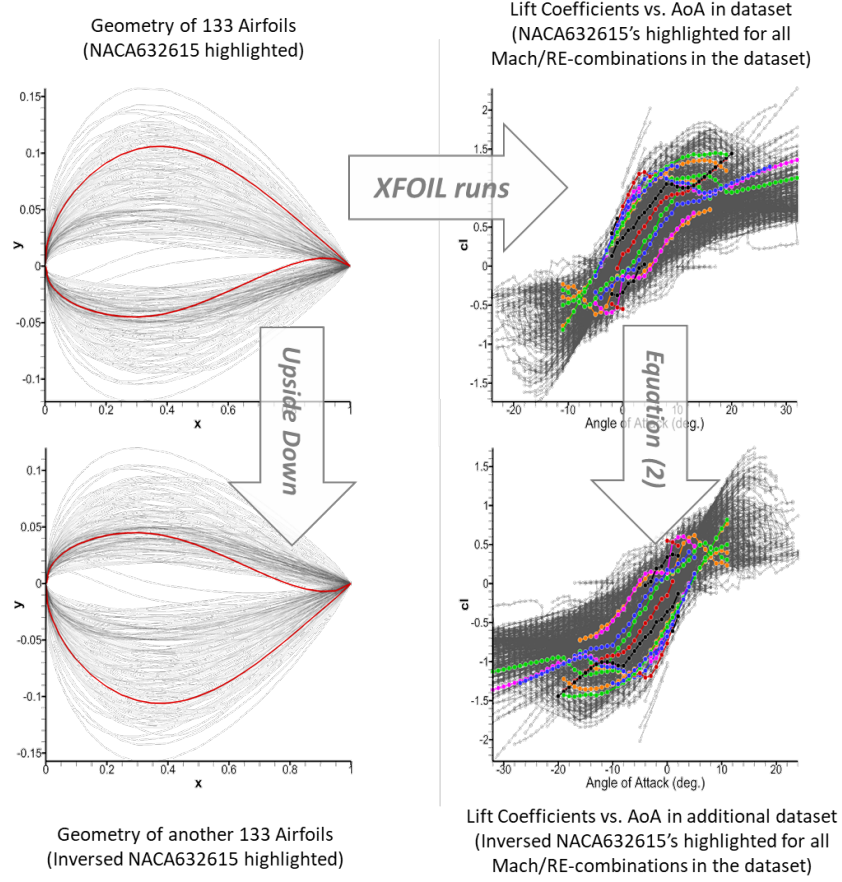 Geometry of 133 Airfoils
(NACA632615 highlighted)
Lift Coefficients vs. AoA in dataset
(NACA632615's highlighted for all
Mach/RE-combinations in the dataset)
0.15
0.1
0.05
0
-0.05
-0.1
y
0
0.2
0.4
0.6
1
x
XFOIL runs
2
1.5
0.5
0
-0.5
-1
-1.5
cl
-20
-10
0
10
20
30
Angle of Attack (deg.)
Upside Down
Equation (2)
0.1
0.05
0
-0.05
-0.1
-0.15
y
0
0.2
0.4
0.6
0.8
1
x
1.5
1
0.5
0
-0.5
-1
-1.5
-2
cl
-30
-20
-10
0
10
20
Angle of Attack (deg.)
Geometry of another 133 Airfoils
(Inversed NACA632615 highlighted)
Lift Coefficients vs. AoA in additional dataset
(Inversed NACA632615's highlighted for all
Mach/RE-combinations in the dataset)